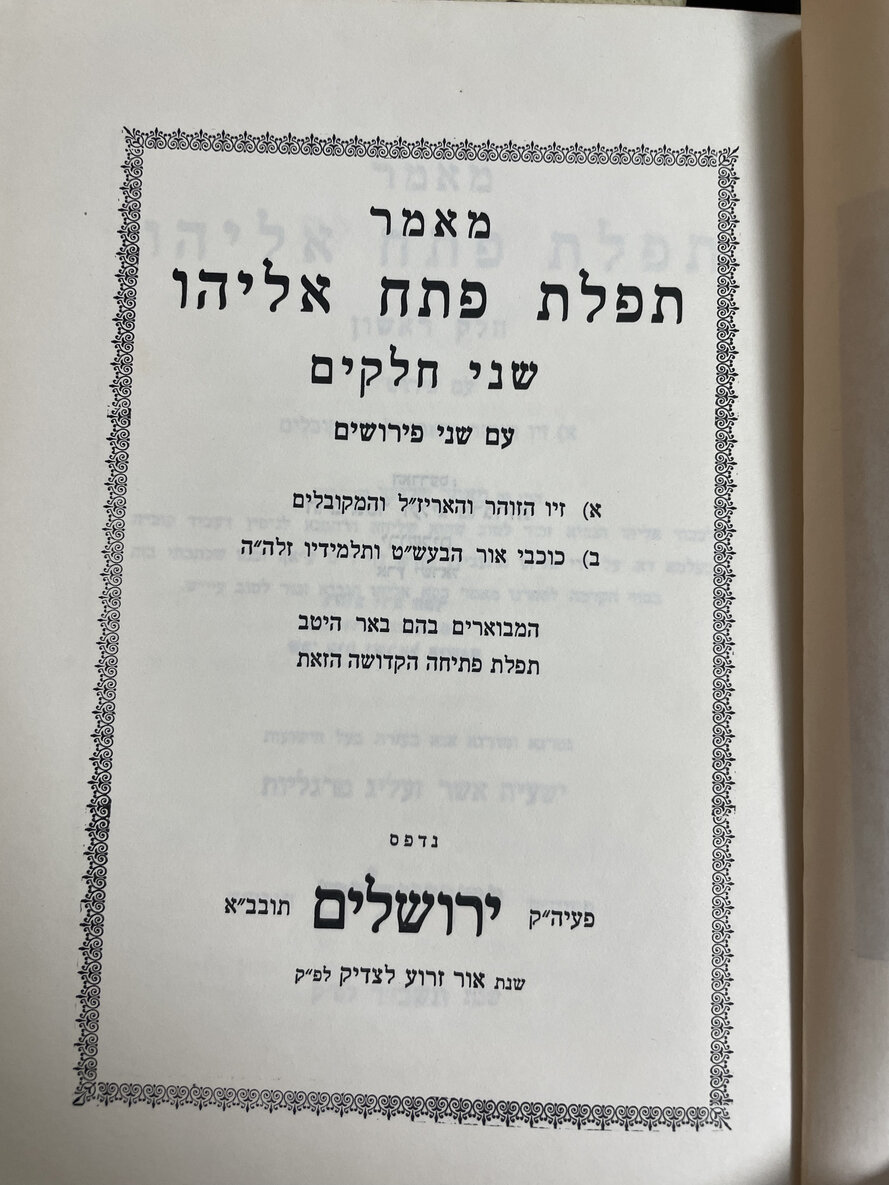 מאמר
תפלת פתח אליהו
שני חלקים
עם שני פירושים
א) זיו הזוהר והאריז״ל והמקובלים
ב) כוכבי אור הבעש״ט ותלמידיו זלה״ה
המבוארים בהם באר היטב
תפלת פתיחה הקדושה הזאת
נדפס
פעיה״ק ירושלים תובב״א
שנת אור זרוע לצדיק לפ״ק